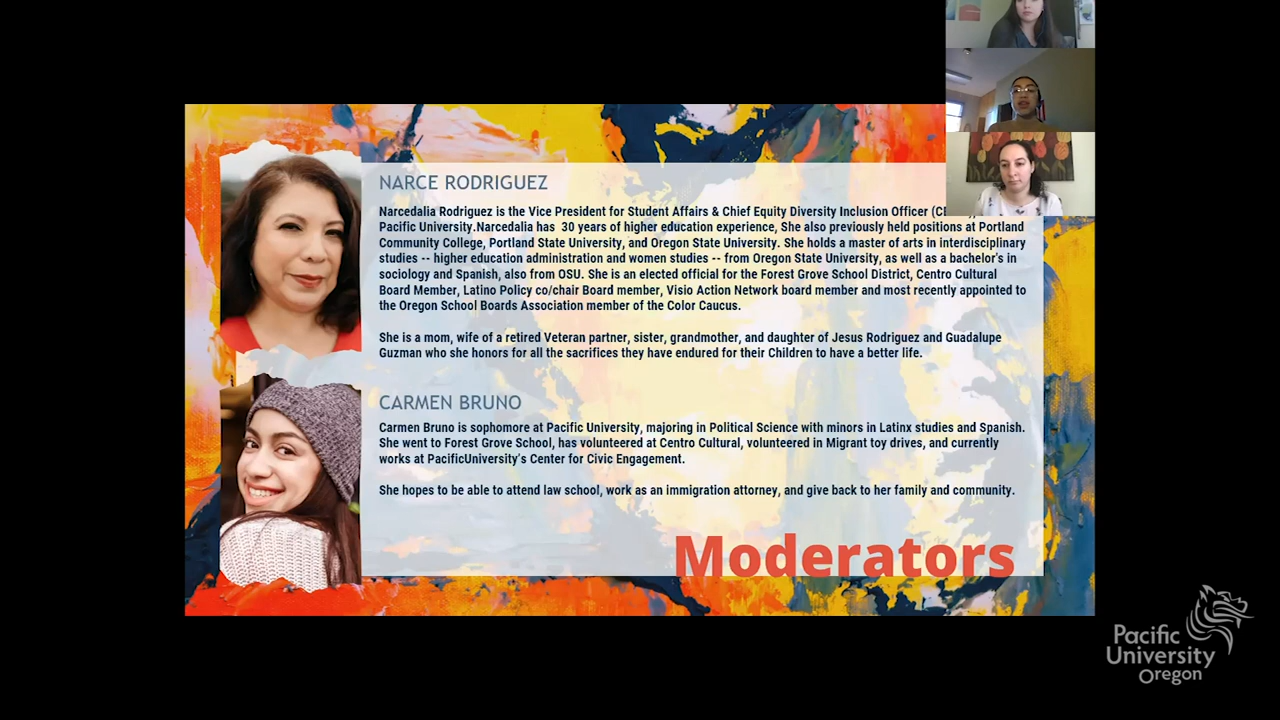 NARCE RODRIGUEZ
Narcedalia Rodriguez is the Vice President for Student Affairs & Chief Equity Diversity Inclusion Officer
Pacific University.Narcedalia has 30 years of higher education experience, She also previously held positions at Portland
Community College, Portland State University, and Oregon State University. She holds a master of arts in interdisciplinary
studies -- higher education administration and women studies -- from Oregon State University, as well as a bachelor's in
sociology and Spanish, also from OSU. She is an elected official for the Forest Grove School District, Centro Cultural
Board Member, Latino Policy co/chair Board member, Visio Action Network board member and most recently appointed to
the Oregon School Boards Association member of the Color Caucus.
She is a mom, wife of a retired Veteran partner, sister, grandmother, and daughter of Jesus Rodriguez and Guadalupe
Guzman who she honors for all the sacrifices they have endured for their Children to have a better life.
CARMEN BRUNO
Carmen Bruno is sophomore at Pacific University, majoring in Political Science with minors in Latinx studies and Spanish.
She went to Forest Grove School, has volunteered at Centro Cultural, volunteered in Migrant toy drives, and currently
works at PacificUniversity's Center for Civic Engagement.
She hopes to be able to attend law school, work as an immigration attorney, and give back to her family and community.
Moderators
Pacific
University
Oregon